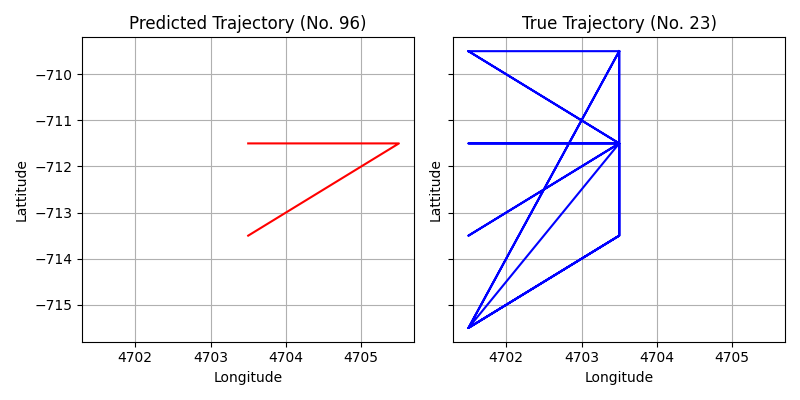 Predicted Trajectory (No. 96)
True Trajectory (No. 23)
−710
−711
−712
−713
−714
−715
Lattitude
Lattitude
4702 4703 4704 4705
4702 4703 4704 4705
Longitude
Longitude